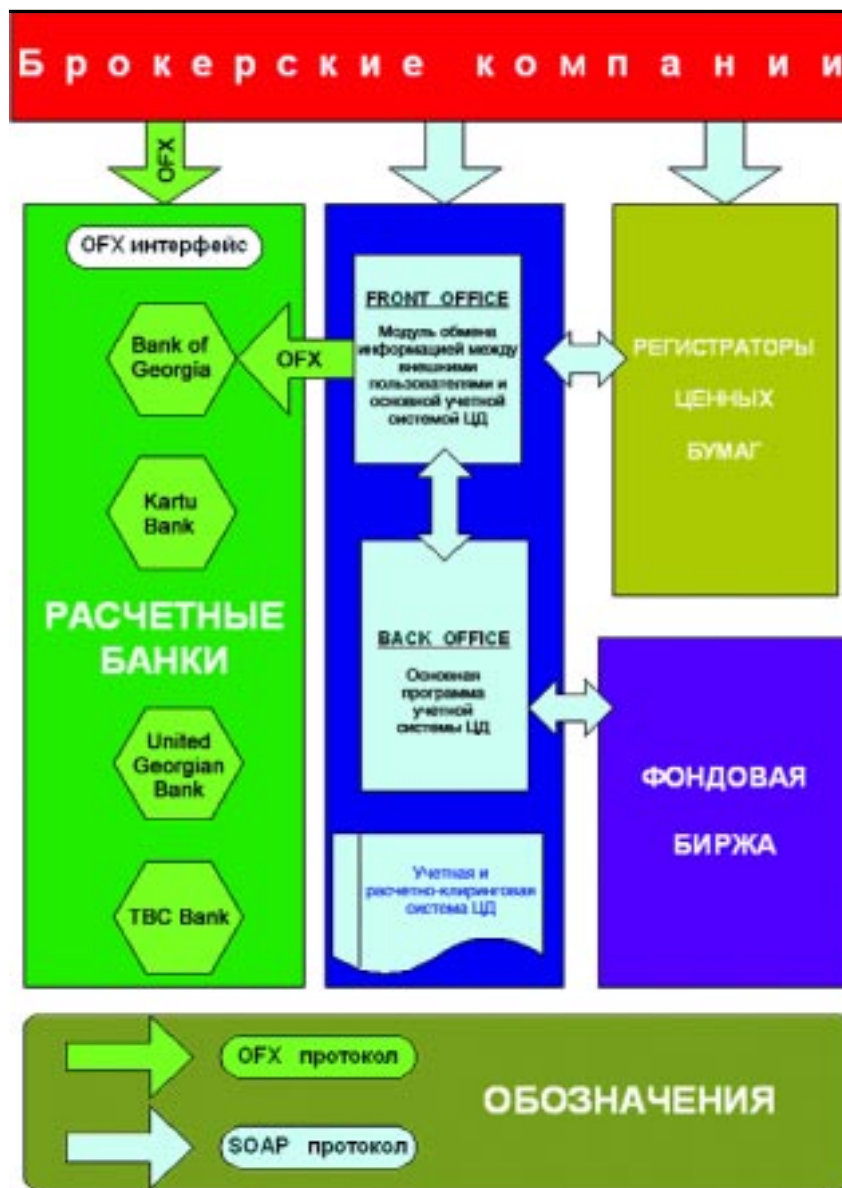 Брокерские компании
OFX
OFX интерфейс
Bank of
Georgia
OFX
Kartu
Bank
РАСЧЕТНЫЕ
БАНКИ
United
Georgian
Bank
TBC Bank
FRONT OFFICE
Модуль обмена
информацией между
внешними
пользователями и
основной учетной
системой ЦД
BACK OFFICE
Основная
программа
учетной
системы ЦД
Учетная и
расчетно-клиринговая
система ЦД
РЕГИСТРАТОРЫ
ЦЕННЫХ
БУМАГ
ФОНДОВАЯ
БИРЖА
OFX протокол
SOAP протокол
ОБОЗНАЧЕНИЯ